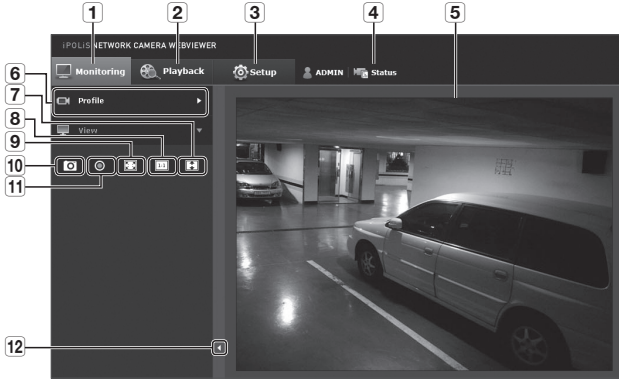 1 2 3 4 5
iPOLiS NETWORK CAMERA WEBVIEWER
Monitoring Playback Setup ADMIN Status
6
Profile
7
View
8
9
1:1
10
11
12